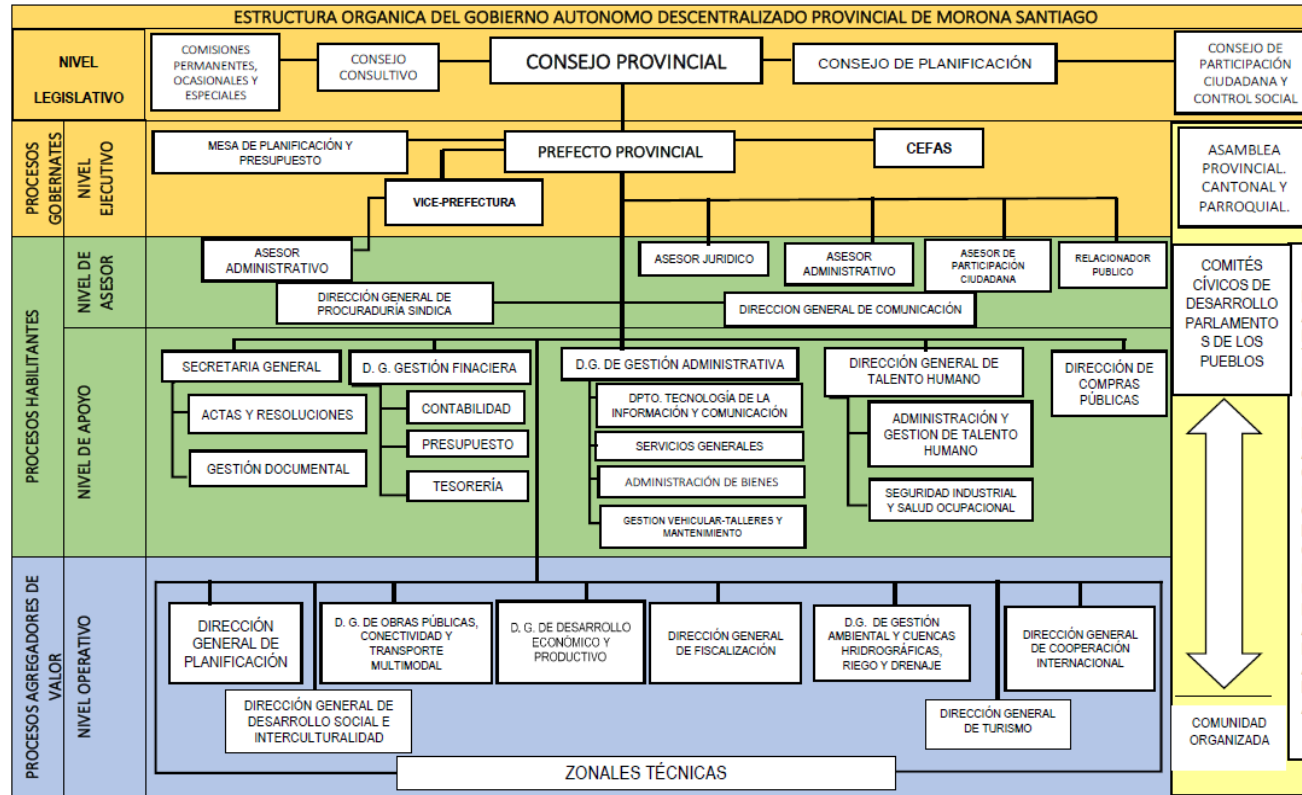 ESTRUCTURA ORGANICA DEL GOBIERNO AUTONOMO DESCENTRALIZADO PROVINCIAL DE MORONA SANTIAGO
NIVEL
LEGISLATIVO
COMISIONES
PERMANENTES,
OCASIONALES Y
ESPECIALES
CONSEJO
CONSULTIVO
CONSEJO PROVINCIAL
CONSEJO DE PLANIFICACIÓN
CONSEJO DE
PARTICIPACIÓN
CIUDADANA Y
CONTROL SOCIAL
PROCESOS
GOBERNATES
NIVEL
EJECUTIVO
MESA DE PLANIFICACIÓN Y
PRESUPUESTO
PREFECTO PROVINCIAL
CEFAS
VICE-PREFECTURA
ASAMBLEA
PROVINCIAL.
CANTONAL Y
PARROQUIAL.
PROCESOS HABILITANTES
NIVEL DE
ASESOR
ASESOR
ADMINISTRATIVO
ASESOR JURIDICO
ASESOR
ADMINISTRATIVO
ASESOR DE
PARTICIPACIÓN
CIUDADANA
RELACIONADOR
PUBLICO
DIRECCIÓN GENERAL DE
PROCURADURÍA SINDICA
DIRECCION GENERAL DE COMUNICACIÓN
COMITÉS
CÍVICOS DE
DESARROLLO
PARLAMENTO
S DE LOS
PUEBLOS
NIVEL DE APOYO
SECRETARIA GENERAL
ACTAS Y RESOLUCIONES
GESTIÓN DOCUMENTAL
D. G. GESTIÓN FINACIERA
CONTABILIDAD
PRESUPUESTO
TESORERÍA
D.G. DE GESTIÓN ADMINISTRATIVA
DPTO. TECNOLOGÍA DE LA
INFORMACIÓN Y COMUNICACIÓN
SERVICIOS GENERALES
ADMINISTRACIÓN DE BIENES
GESTION VEHICULAR-TALLERES Y
MANTENIMIENTO
DIRECCIÓN GENERAL DE
TALENTO HUMANO
ADMINISTRACIÓN Y
GESTION DE TALENTO
HUMANO
SEGURIDAD INDUSTRIAL
Y SALUD OCUPACIONAL
DIRECCIÓN DE
COMPRAS
PÚBLICAS
PROCESOS AGREGADORES DE
VALOR
NIVEL OPERATIVO
DIRECCIÓN
GENERAL DE
PLANIFICACIÓN
D. G. DE OBRAS PÚBLICAS,
CONECTIVIDAD Y
TRANSPORTE
MULTIMODAL
D. G. DE DESARROLLO
ECONÓMICO Y
PRODUCTIVO
DIRECCIÓN GENERAL
DE FISCALIZACIÓN
D.G. DE GESTIÓN
AMBIENTAL Y CUENCAS
HRIDROGRÁFICAS,
RIEGO Y DRENAJE
DIRECCIÓN GENERAL
DE COOPERACIÓN
INTERNACIONAL
DIRECCIÓN GENERAL DE
DESARROLLO SOCIAL E
INTERCULTURALIDAD
DIRECCIÓN GENERAL
DE TURISMO
COMUNIDAD
ORGANIZADA
ZONALES TÉCNICAS